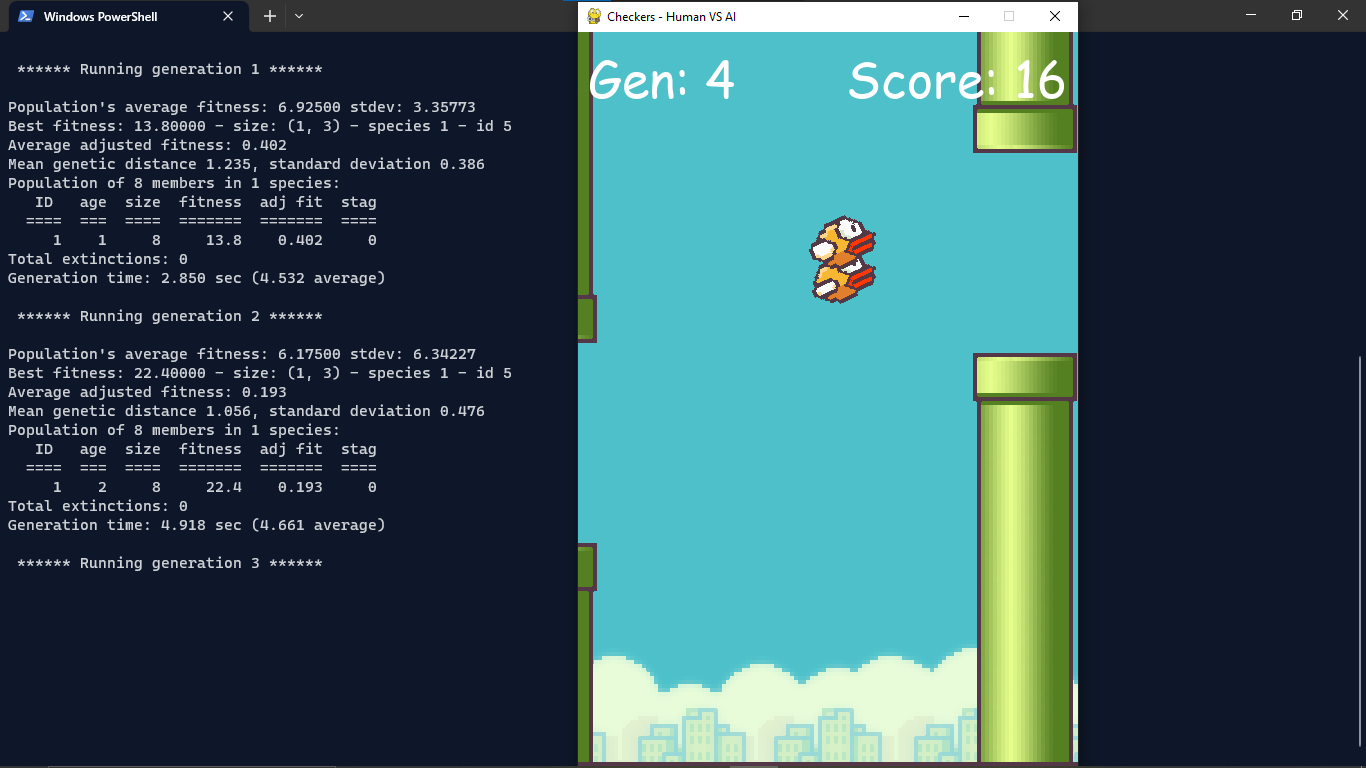 Windows PowerShell
****** Running generation 1 ******
Population's average fitness: 6.92500 stdev: 3.35773
Best fitness: 13.80000 - size: (1, 3) - species 1 - id 5
Average adjusted fitness: 0.402
Mean genetic distance 1.235, standard deviation 0.386
Population of 8 members in 1 species:
   ID   age  size   fitness   adj fit  stag
  ====  ===  ====  =======  =======  ====
     1    1     8     13.8    0.402     0
Total extinctions: 0
Generation time: 2.850 sec (4.532 average)
****** Running generation 2 ******
Population's average fitness: 6.17500 stdev: 6.34227
Best fitness: 22.40000 - size: (1, 3) - species 1 - id 5
Average adjusted fitness: 0.193
Mean genetic distance 1.056, standard deviation 0.476
Population of 8 members in 1 species:
   ID   age  size   fitness   adj fit  stag
  ====  ===  ====  =======  =======  ====
     1    2     8     22.4    0.193     0
Total extinctions: 0
Generation time: 4.918 sec (4.661 average)
****** Running generation 3 ******
Checkers - Human VS AI
Gen: 4 Score: 16